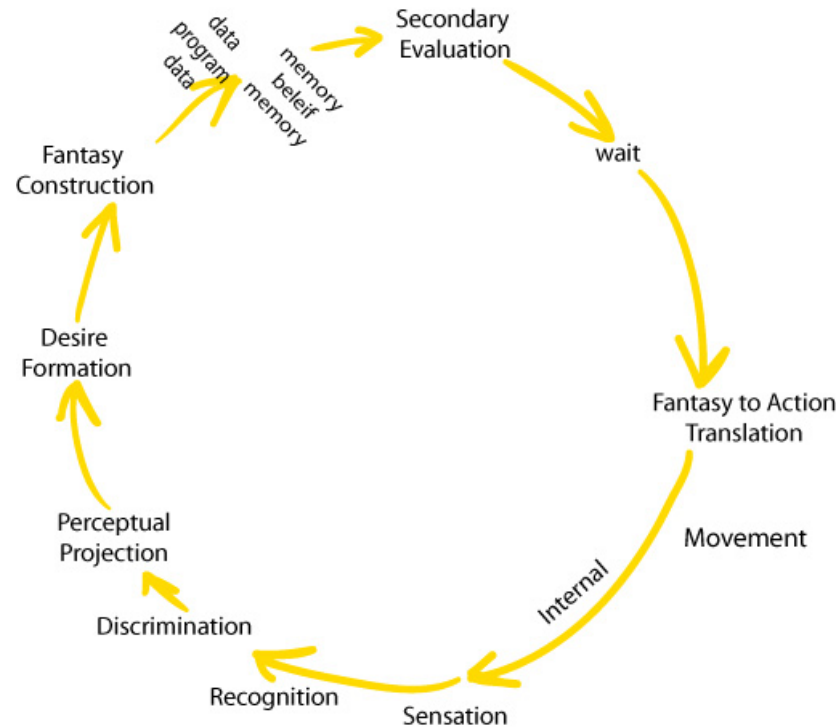 Secondary
Evaluation
wait
Fantasy to Action
Translation
Movement
Internal
Sensation
Recognition
Discrimination
Perceptual
Projection
Desire
Formation
Fantasy
Construction
data
program
data
memory
beleif
memory